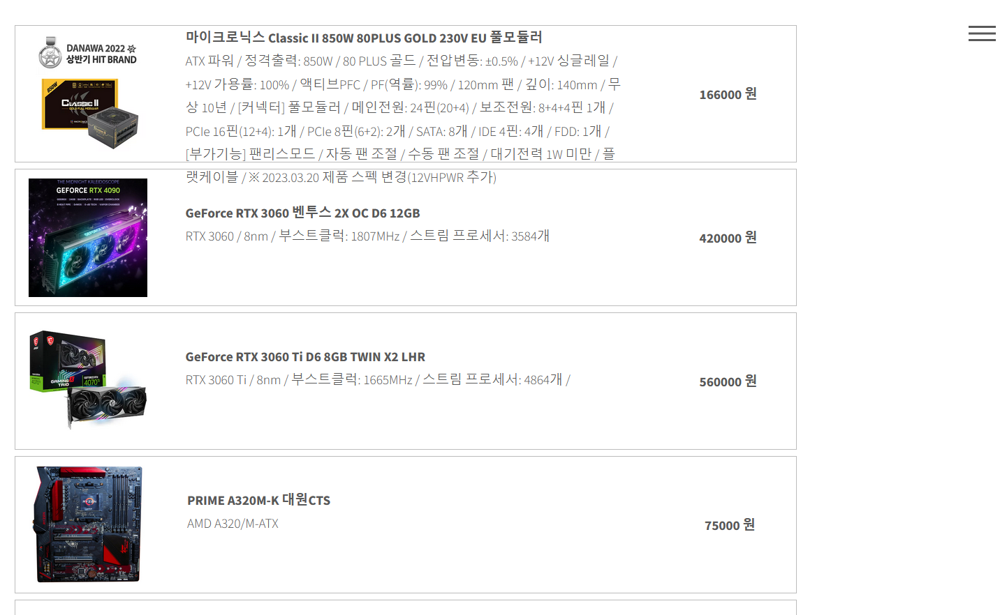 DANAWA 2022
상반기 HIT BRAND
850W
CLASSIC II
GOLD FULL MODULAR
마이크로닉스 Classic II 850W 80PLUS GOLD 230V EU 풀모듈러
ATX 파워 / 정격출력: 850W / 80 PLUS 골드 / 전압변동: ±0.5% / +12V 싱글레일 /
+12V 가용률: 100% / 액티브PFC / PF(역률): 99% / 120mm 팬 / 깊이: 140mm / 무
상 10년 / [커넥터] 풀모듈러 / 메인전원: 24핀(20+4) / 보조전원: 8+4+4핀 1개 /
PCIe 16핀(12+4): 1개 / PCIe 8핀(6+2): 2개 / SATA: 8개 / IDE 4핀: 4개 / FDD: 1개 /
[부가기능] 팬리스모드 / 자동 팬 조절 / 수동 팬 조절 / 대기전력 1W 미만 / 플
랫케이블 / ※ 2023.03.20 제품 스펙 변경(12VHPWR 추가)
166000 원
THE MIDNIGHT KALEIDOSCOPE
GEFORCE RTX 4090
GEFORCE RTX
GeForce RTX 3060 벤투스 2X OC D6 12GB
RTX 3060 / 8nm / 부스트클럭: 1807MHz / 스트림 프로세서: 3584개
420000 원
GAMING X
TRIO
GEFORCE RTX
4070 Ti
GeForce RTX 3060 Ti D6 8GB TWIN X2 LHR
RTX 3060 Ti / 8nm / 부스트클럭: 1665MHz / 스트림 프로세서: 4864개 /
560000 원
RYZEN
PRIME A320M-K 대원CTS
AMD A320/M-ATX
75000 원